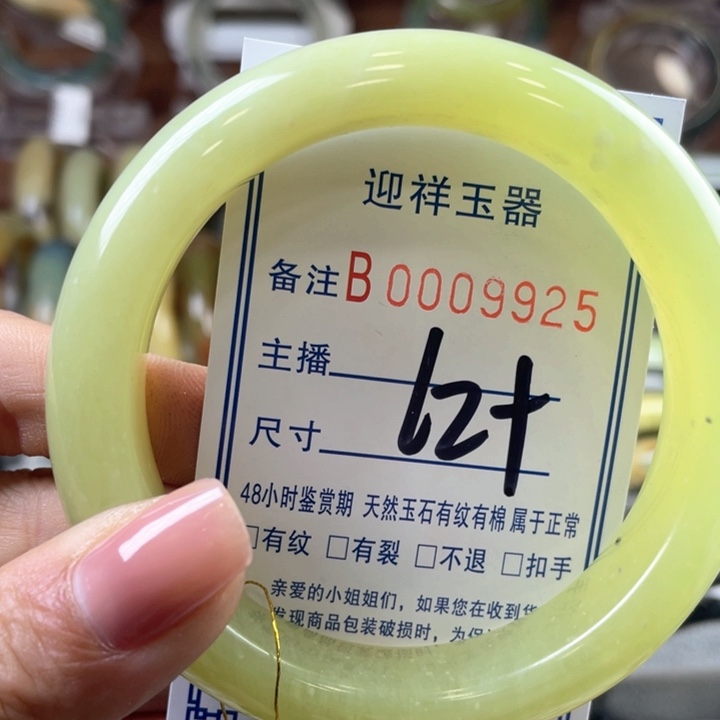 迎祥玉器
备注B0009925
主播
62+
尺寸
48小时鉴赏期 天然玉石有纹有棉属于正常
□有纹 □有裂 □不退 □扣手
亲爱的小姐姐们，如果您在收到货
发现商品包装破损时，为保